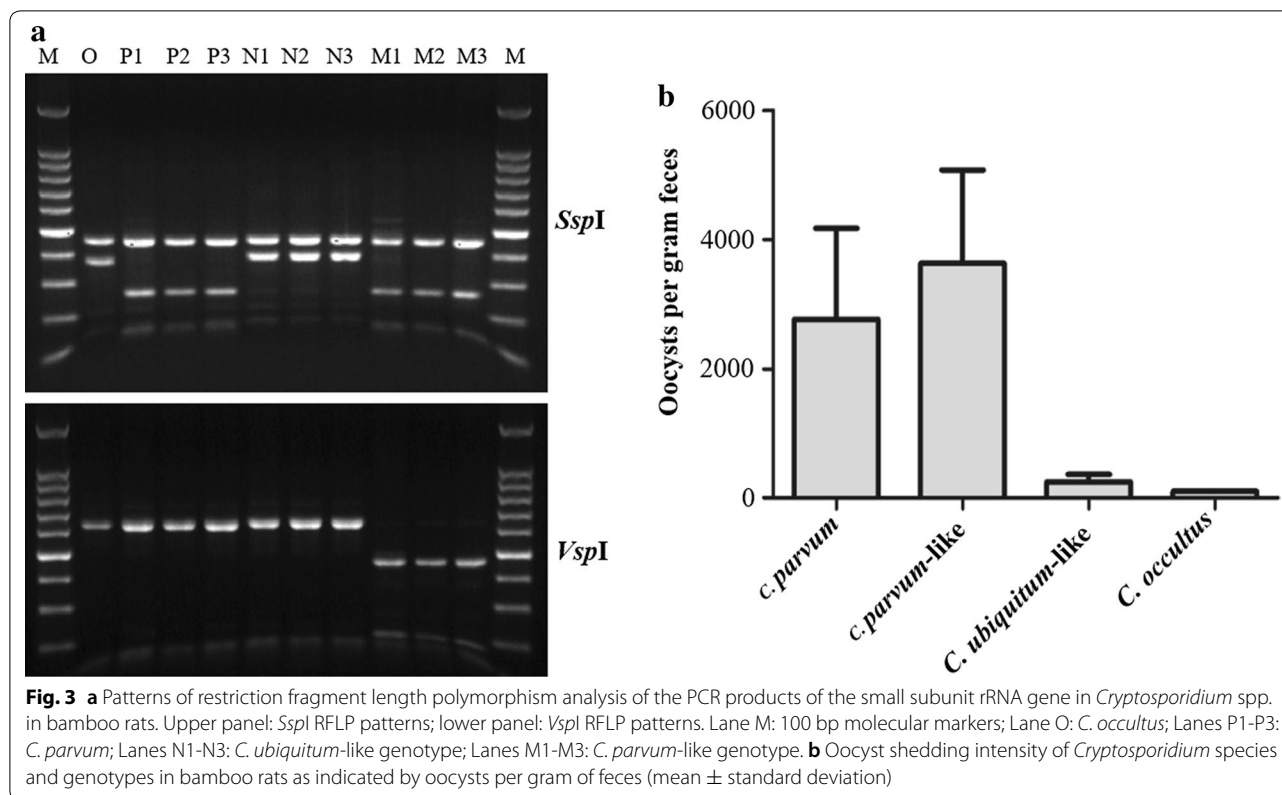 a
M O P1 P2 P3 N1 N2 N3 M1 M2 M3 M
SspI
VspI
b
Oocysts per gram feces
6000
4000
2000
0
C. parvum
C. parvum-like
C. ubiquitum-like
C. occultus
Fig. 3 a Patterns of restriction fragment length polymorphism analysis of the PCR products of the small subunit rRNA gene in Cryptosporidium spp.
in bamboo rats. Upper panel: SspI RFLP patterns; lower panel: VspI RFLP patterns. Lane M: 100 bp molecular markers; Lane O: C. occultus; Lanes P1-P3:
C. parvum; Lanes N1-N3: C. ubiquitum-like genotype; Lanes M1-M3: C. parvum-like genotype. b Oocyst shedding intensity of Cryptosporidium species
and genotypes in bamboo rats as indicated by oocysts per gram of feces (mean ± standard deviation)